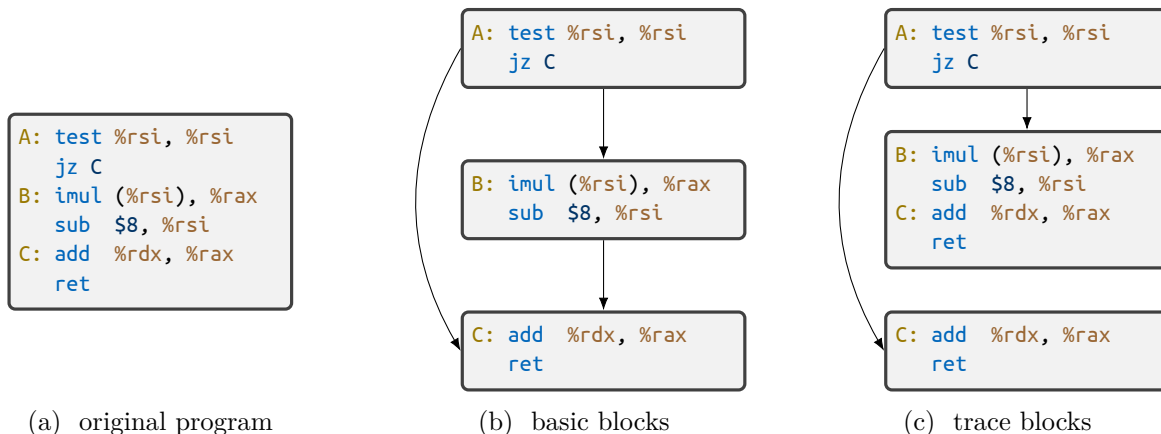 A: test %rsi, %rsi
jz C
B: imul (%rsi), %rax
sub $8, %rsi
C: add %rdx, %rax
ret
(a) original program
A: test %rsi, %rsi
jz C
B: imul (%rsi), %rax
sub $8, %rsi
C: add %rdx, %rax
ret
(b) basic blocks
A: test %rsi, %rsi
jz C
B: imul (%rsi), %rax
sub $8, %rsi
C: add %rdx, %rax
ret
C: add %rdx, %rax
ret
(c) trace blocks